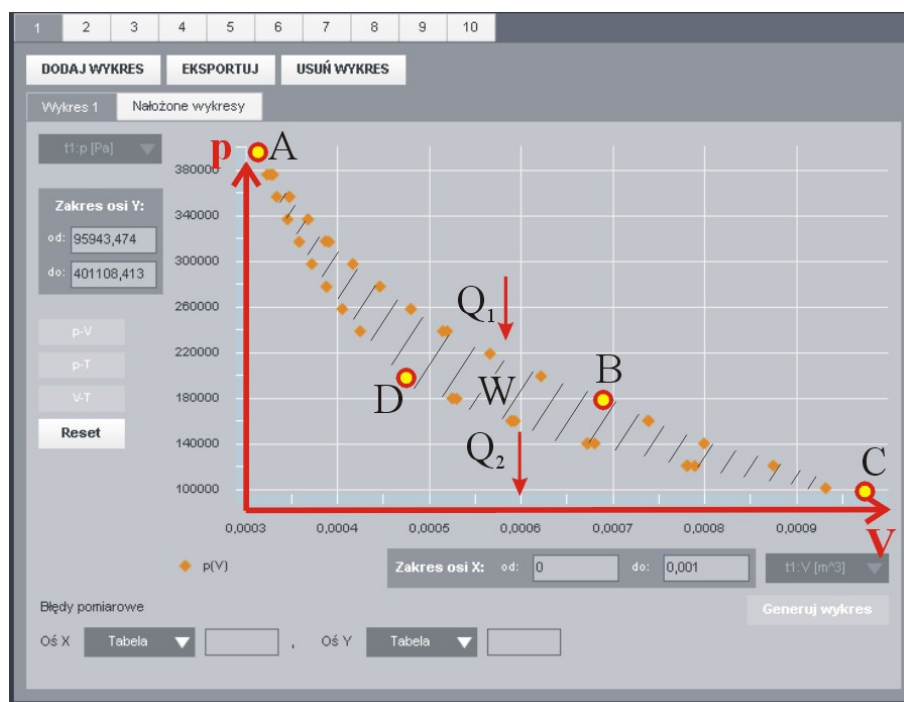 1 2 3 4 5 6 7 8 9 10
DODAJ WYKRES EKSPORTUJ USUŃ WYKRES
Wykres 1 Nałożone wykresy
t1:p [Pa]
p A
380000
Zakres osi Y:
340000
od: 95943,474
300000
do: 401108,413
260000
Q1
p-V
220000
p-T
D W B
180000
V-T
Reset
140000
Q2
C
100000
0,0003 0,0004 0,0005 0,0006 0,0007 0,0008 0,0009
V
p(V)
Zakres osi X: od: 0 do: 0,001 t1:V [m^3]
Błędy pomiarowe
Generuj wykres
Oś X Tabela , Oś Y Tabela